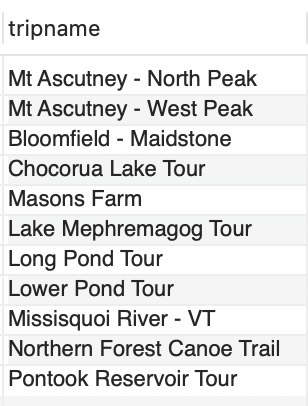 tripname
Mt Ascutney - North Peak
Mt Ascutney - West Peak
Bloomfield - Maidstone
Chocorua Lake Tour
Masons Farm
Lake Mephremagog Tour
Long Pond Tour
Lower Pond Tour
Missisquoi River - VT
Northern Forest Canoe Trail
Pontook Reservoir Tour